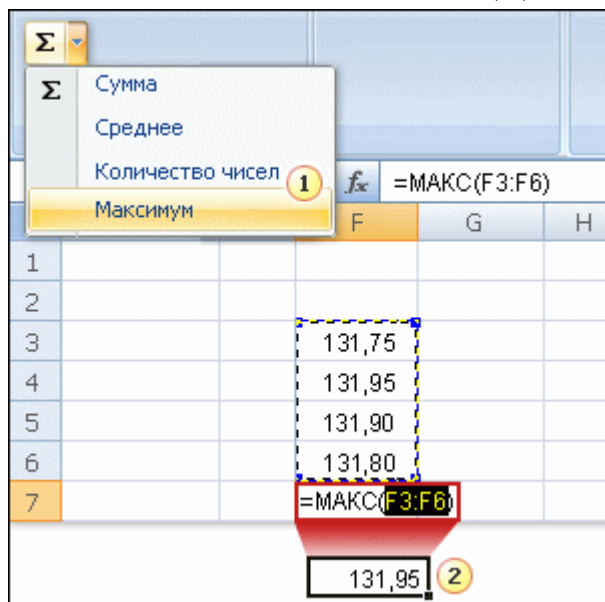 Σ
Σ Сумма
Среднее
Количество чисел 1
fx =МАКС(F3:F6)
Максимум
F G H
1
2
3 131,75
4 131,95
5 131,90
6 131,80
7 =МАКС(F3:F6)
131,95 2